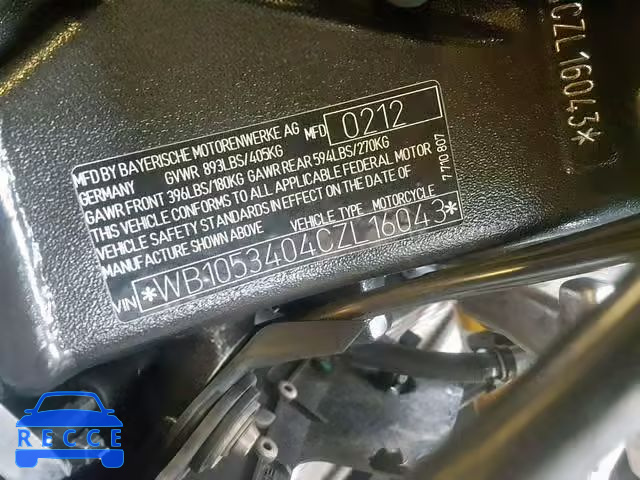 CZL16043*
MFD BY BAYERISCHE MOTORENWERKE AG MFD 0212
GERMANY GVWR 893LBS/405KG
GAWR FRONT 396LBS/180KG GAWR REAR 594LBS/270KG
THIS VEHICLE CONFORMS TO ALL APPLICABLE FEDERAL MOTOR
VEHICLE SAFETY STANDARDS IN EFFECT ON THE DATE OF
MANUFACTURE SHOWN ABOVE VEHICLE TYPE MOTORCYCLE
VIN *WB1053404CZL16043*
7 710 807
RECCE